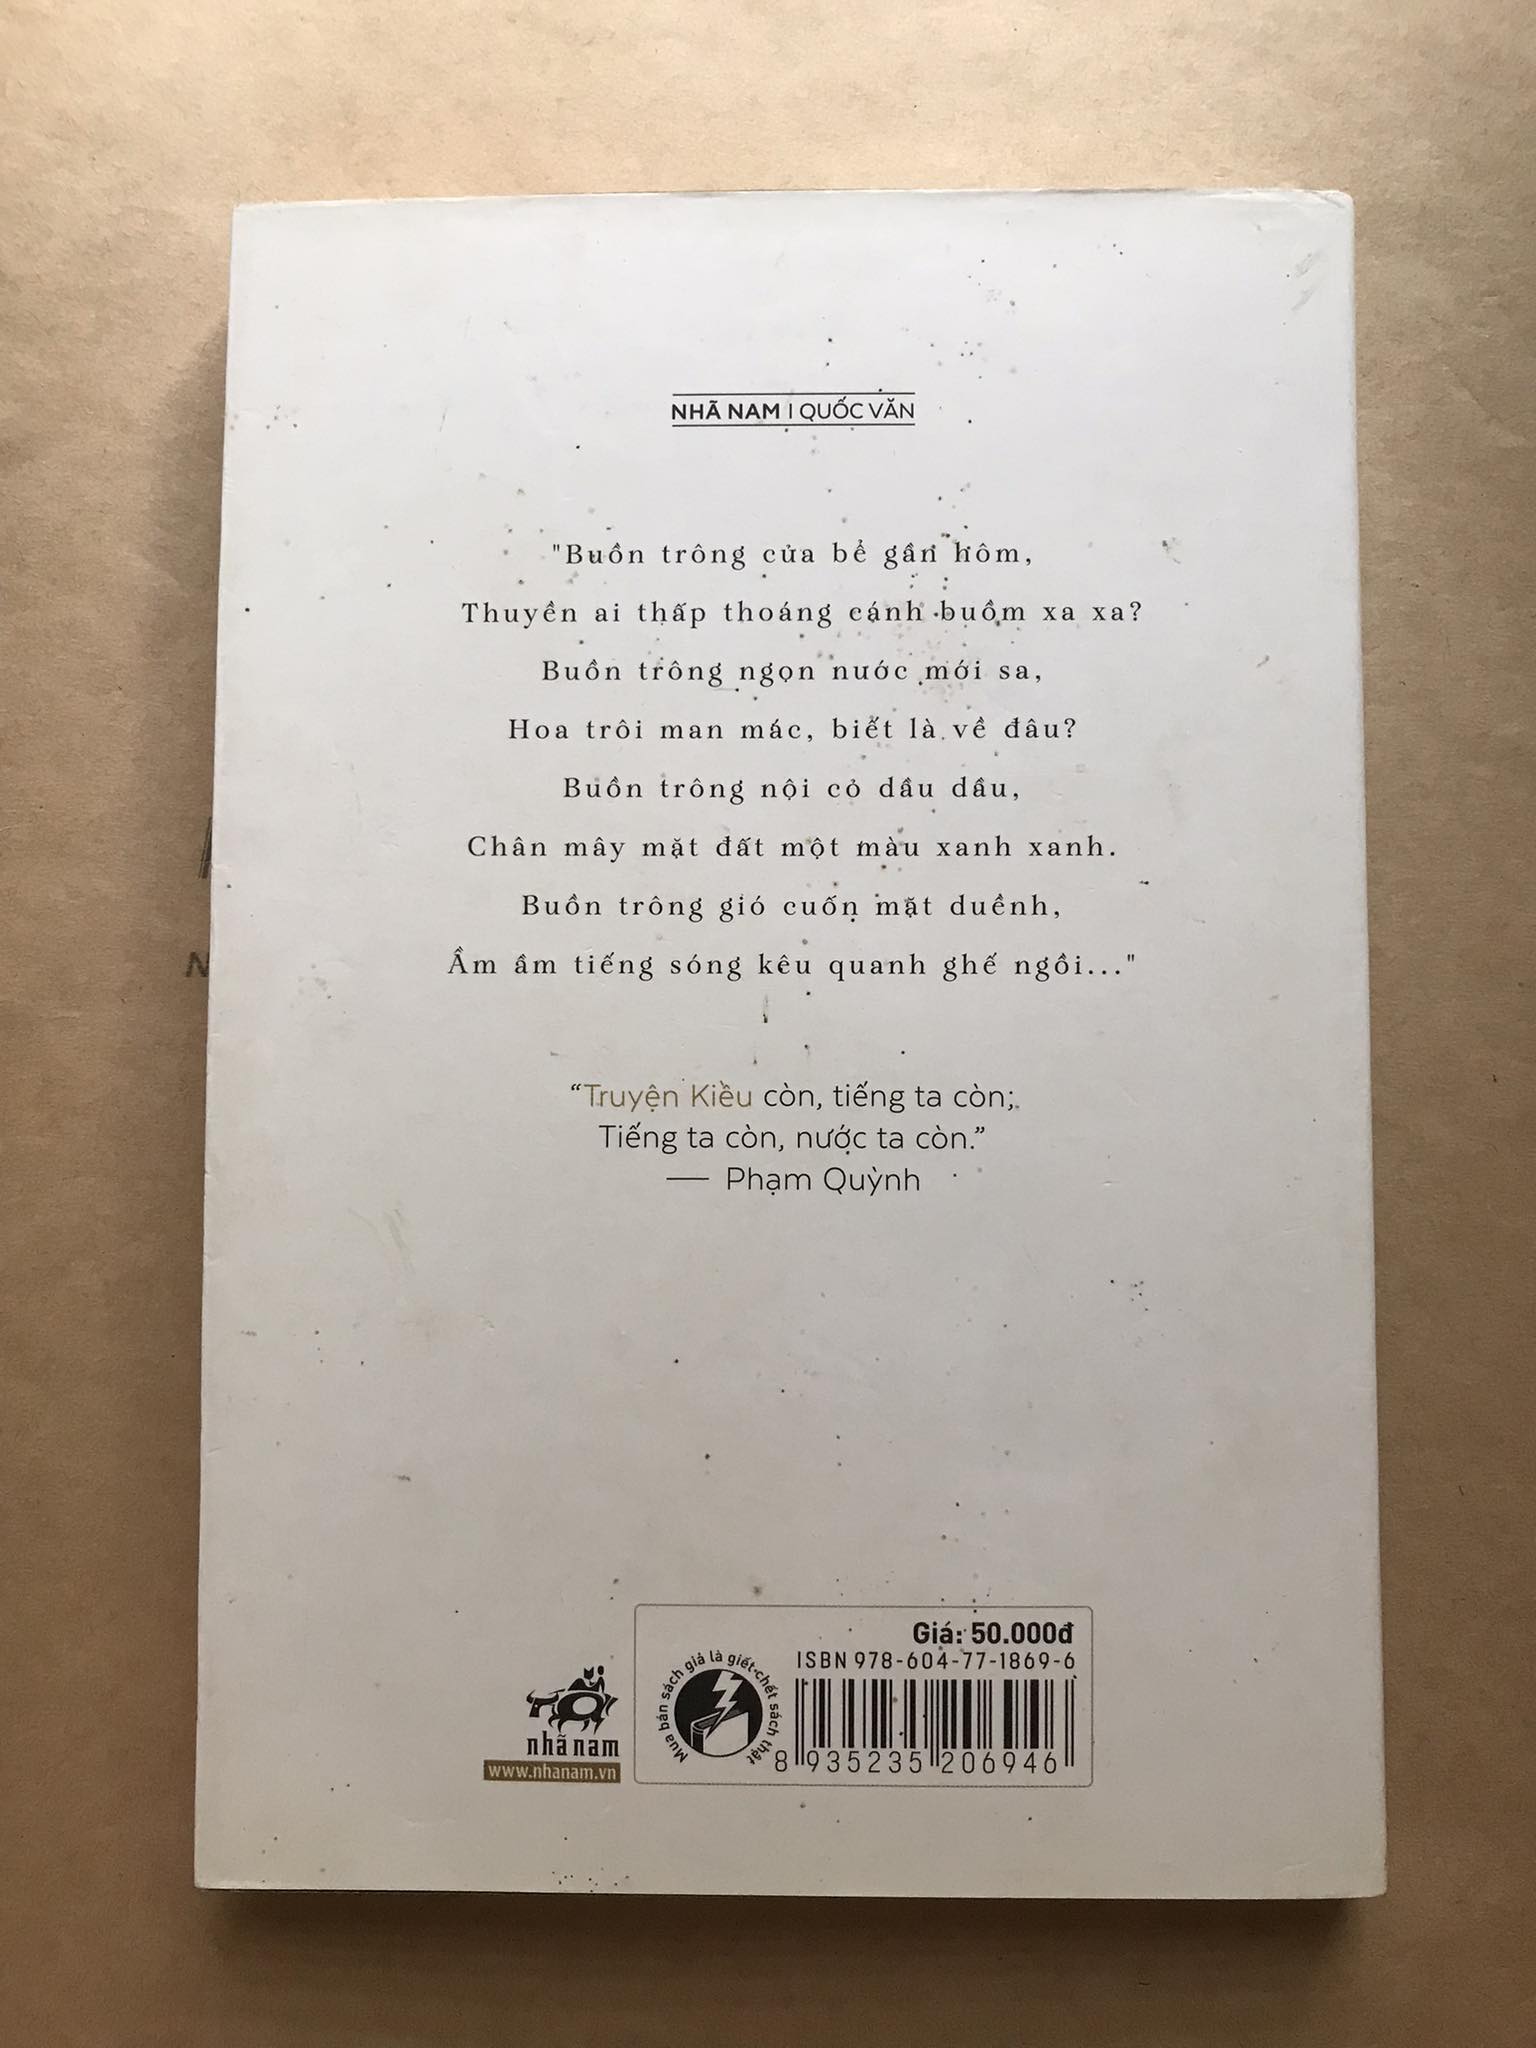 NHÃ NAM | QUỐC VĂN
"Buồn trông cửa bể gần hôm,
Thuyền ai thấp thoáng cánh buồm xa xa?
Buồn trông ngọn nước mới sa,
Hoa trôi man mác, biết là về đâu?
Buồn trông nội cỏ dầu dầu,
Chân mây mặt đất một màu xanh xanh.
Buồn trông gió cuốn mặt duềnh,
Ầm ầm tiếng sóng kêu quanh ghế ngồi..."
“Truyện Kiều còn, tiếng ta còn;
Tiếng ta còn, nước ta còn.”
— Phạm Quỳnh
Giá: 50.000đ
ISBN 978-604-77-1869-6
Mua bán sách giả là giết chết sách thật
8 935235 206946
nhã nam
www.nhanam.vn